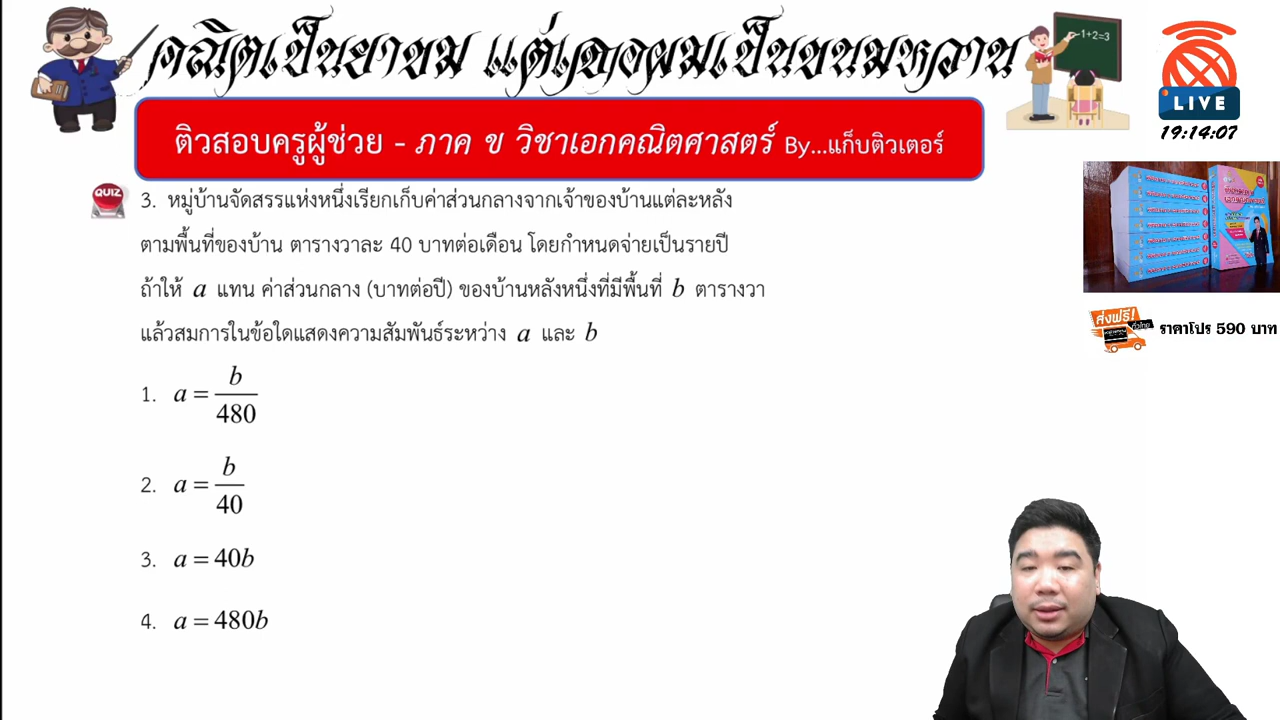 คณิตเป็นยาขม แต่เจอผมเป็นขนมหวาน
1+2=3
LIVE
19:14:07
ติวสอบครูผู้ช่วย - ภาค ข วิชาเอกคณิตศาสตร์ By...แก็บติวเตอร์
QUIZ
3. หมู่บ้านจัดสรรแห่งหนึ่งเรียกเก็บค่าส่วนกลางจากเจ้าของบ้านแต่ละหลัง
ตามพื้นที่ของบ้าน ตารางวาละ 40 บาทต่อเดือน โดยกำหนดจ่ายเป็นรายปี
ถ้าให้ a แทน ค่าส่วนกลาง (บาทต่อปี) ของบ้านหลังหนึ่งที่มีพื้นที่ b ตารางวา
แล้วสมการในข้อใดแสดงความสัมพันธ์ระหว่าง a และ b
1. a = b/480
2. a = b/40
3. a = 40b
4. a = 480b
ส่งฟรี!
ทั่วไทย
ราคาโปร 590 บาท